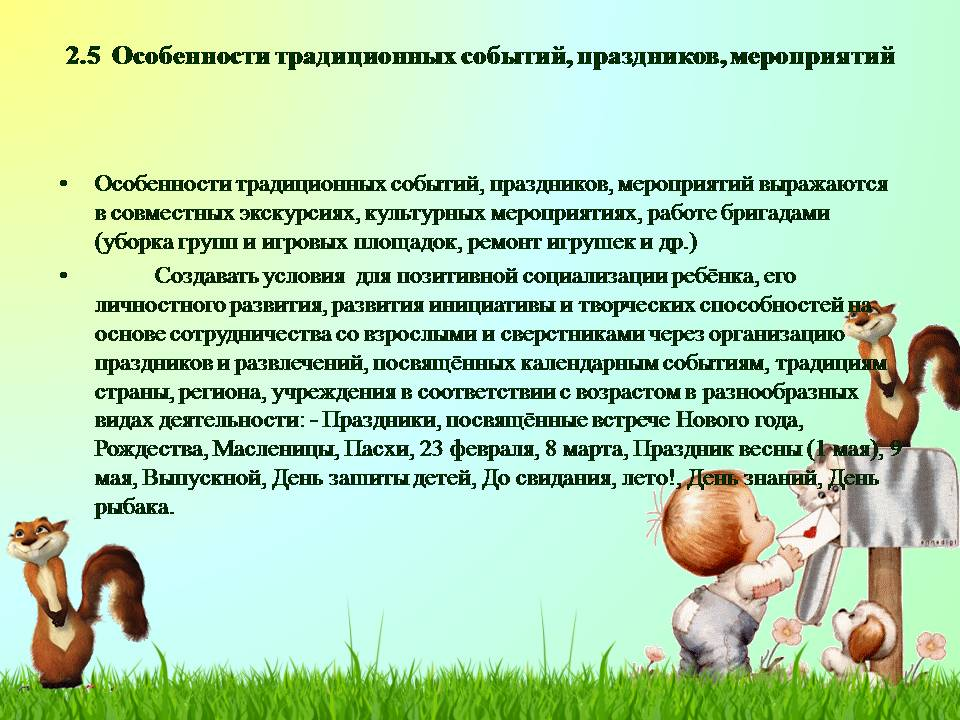 2.5 Особенности традиционных событий, праздников, мероприятий
• Особенности традиционных событий, праздников, мероприятий выражаются
в совместных экскурсиях, культурных мероприятиях, работе бригадами
(уборка групп и игровых площадок, ремонт игрушек и др.)
• Создавать условия для позитивной социализации ребёнка, его
личностного развития, развития инициативы и творческих способностей на
основе сотрудничества со взрослыми и сверстниками через организацию
праздников и развлечений, посвящённых календарным событиям, традициям
страны, региона, учреждения в соответствии с возрастом в разнообразных
видах деятельности: - Праздники, посвящённые встрече Нового года,
Рождества, Масленицы, Пасхи, 23 февраля, 8 марта, Праздник весны (1 мая), 9
мая, Выпускной, День защиты детей, До свидания, лето!, День знаний, День
рыбака.